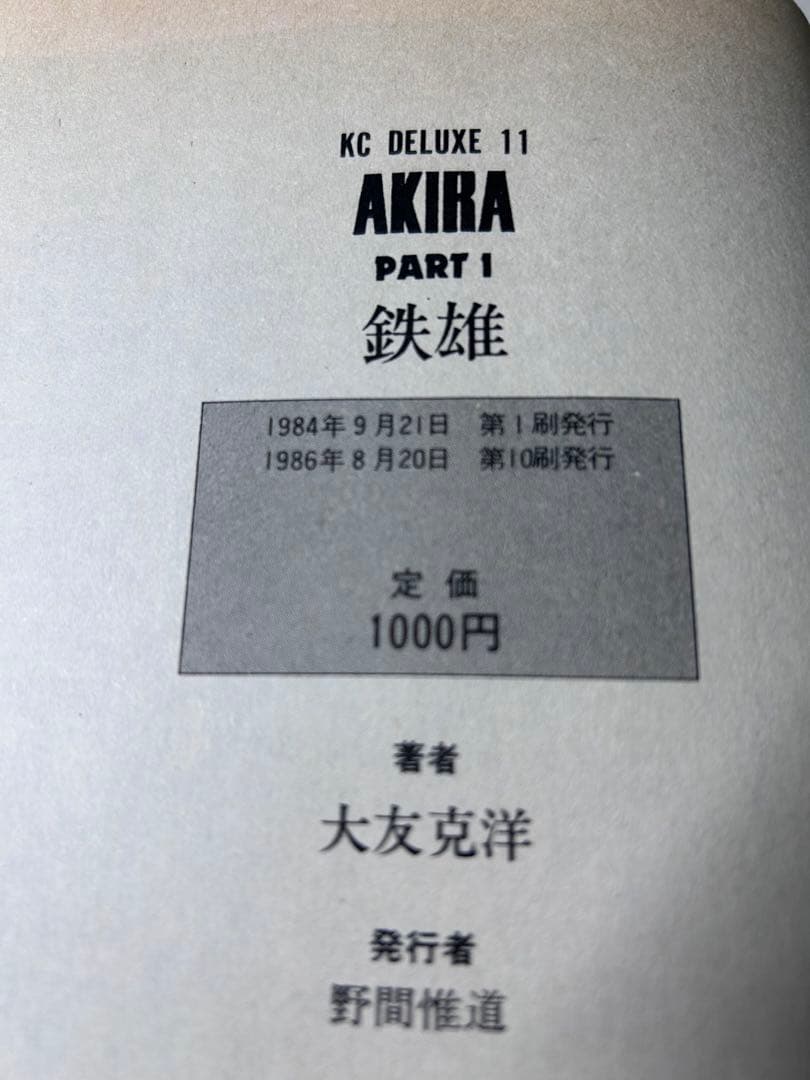 KC DELUXE 11
AKIRA
PART 1
鉄雄
1984年9月21日 第1刷発行
1986年8月20日 第10刷発行
定価
1000円
著者
大友克洋
発行者
野間惟道